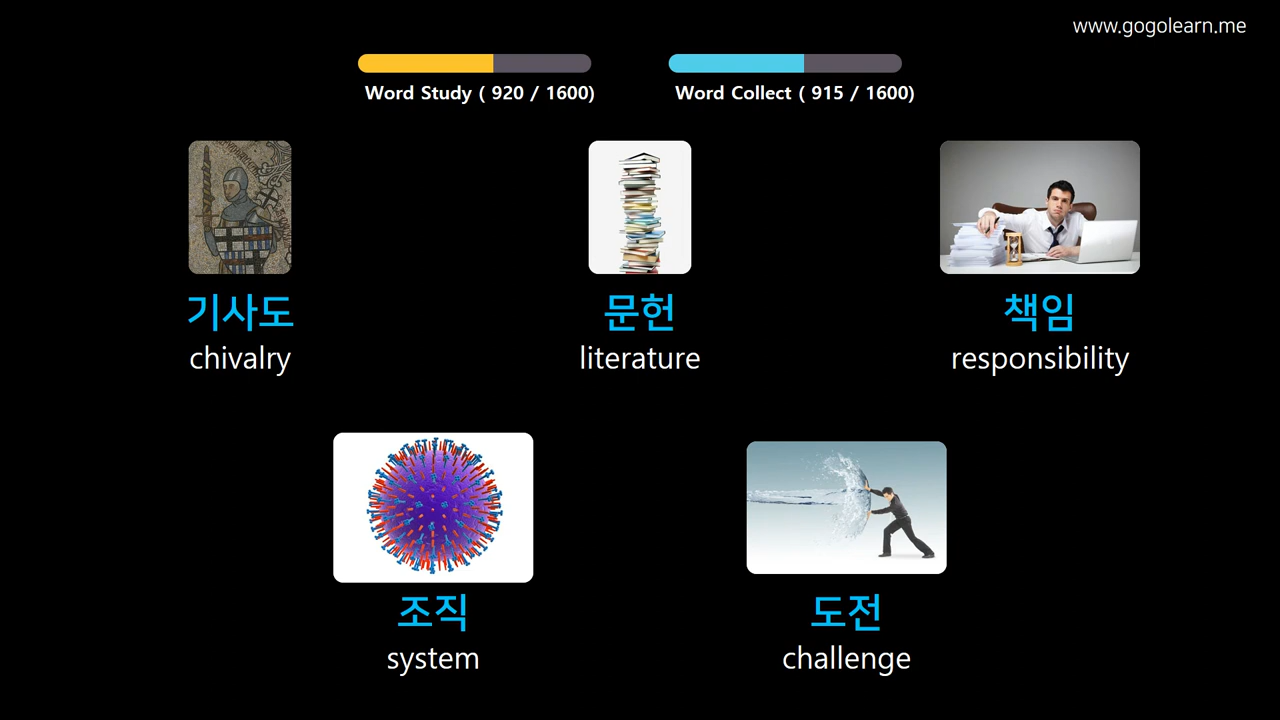 www.gogolearn.me
Word Study ( 920 / 1600)
Word Collect ( 915 / 1600)
기사도
chivalry
문헌
literature
책임
responsibility
조직
system
도전
challenge